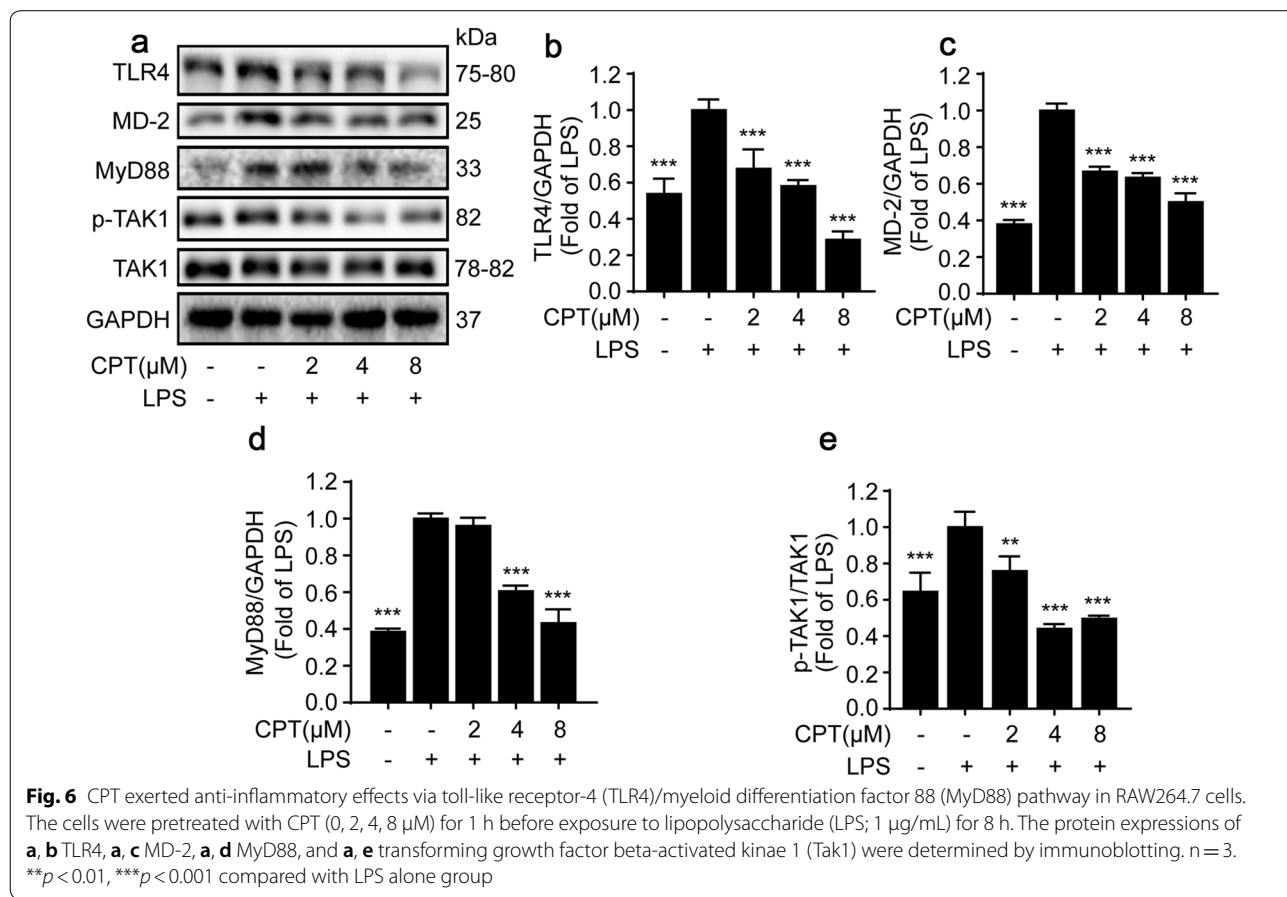 a
kDa
TLR4 75-80
MD-2 25
MyD88 33
p-TAK1 82
TAK1 78-82
GAPDH 37
CPT(µM) - - 2 4 8
LPS - + + + +
b
TLR4/GAPDH
(Fold of LPS)
1.2
1.0
0.8
0.6
0.4
0.2
0.0
*** *** *** ***
CPT(µM) - - 2 4 8
LPS - + + + +
c
MD-2/GAPDH
(Fold of LPS)
1.2
1.0
0.8
0.6
0.4
0.2
0.0
*** *** *** ***
CPT(µM) - - 2 4 8
LPS - + + + +
d
MyD88/GAPDH
(Fold of LPS)
1.2
1.0
0.8
0.6
0.4
0.2
0.0
*** *** ***
CPT(µM) - - 2 4 8
LPS - + + + +
e
p-TAK1/TAK1
(Fold of LPS)
1.2
1.0
0.8
0.6
0.4
0.2
0.0
*** ** *** ***
CPT(µM) - - 2 4 8
LPS - + + + +
Fig. 6 CPT exerted anti-inflammatory effects via toll-like receptor-4 (TLR4)/myeloid differentiation factor 88 (MyD88) pathway in RAW264.7 cells.
The cells were pretreated with CPT (0, 2, 4, 8 µM) for 1 h before exposure to lipopolysaccharide (LPS; 1 µg/mL) for 8 h. The protein expressions of
a, b TLR4, a, c MD-2, a, d MyD88, and a, e transforming growth factor beta-activated kinae 1 (Tak1) were determined by immunoblotting. n = 3.
**p < 0.01, ***p < 0.001 compared with LPS alone group